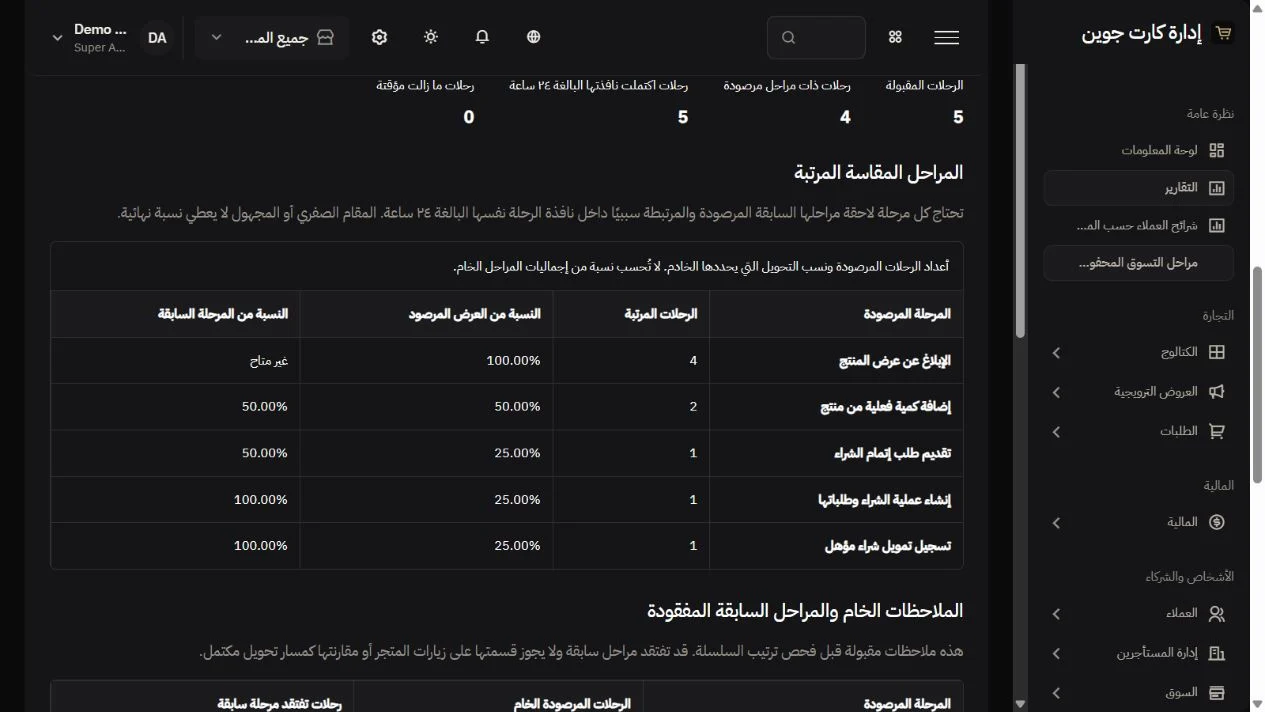 إدارة كارت جوين
جميع المـ...
Demo ...
Super A...
DA
نظرة عامة
لوحة المعلومات
التقارير
شرائح العملاء حسب المـ...
مراحل التسوق المحفو...
التجارة
الكتالوج
العروض الترويجية
الطلبات
المالية
المالية
الأشخاص والشركاء
العملاء
إدارة المستأجرين
السوق
الرحلات المقبولة
5
رحلات ذات مراحل مرصودة
4
رحلات اكتملت نافذتها البالغة ٢٤ ساعة
5
رحلات ما زالت مؤقتة
0
المراحل المقاسة المرتبة
تحتاج كل مرحلة لاحقة مراحلها السابقة المرصودة والمرتبطة سببيًا داخل نافذة الرحلة نفسها البالغة ٢٤ ساعة. المقام الصفري أو المجهول لا يعطي نسبة نهائية.
أعداد الرحلات المرصودة ونسب التحويل التي يحددها الخادم. لا تُحسب نسبة من إجماليات المراحل الخام.
المرحلة المرصودة الرحلات المرتبة النسبة من العرض المرصود النسبة من المرحلة السابقة
الإبلاغ عن عرض المنتج 4 100.00% غير متاح
إضافة كمية فعلية من منتج 2 50.00% 50.00%
تقديم طلب إتمام الشراء 1 25.00% 50.00%
إنشاء عملية الشراء وطلباتها 1 25.00% 100.00%
تسجيل تمويل شراء مؤهل 1 25.00% 100.00%
الملاحظات الخام والمراحل السابقة المفقودة
هذه ملاحظات مقبولة قبل فحص ترتيب السلسلة. قد تفتقد مراحل سابقة ولا يجوز قسمتها على زيارات المتجر أو مقارنتها كمسار تحويل مكتمل.
المرحلة المرصودة الرحلات المرصودة الخام رحلات تفتقد مرحلة سابقة